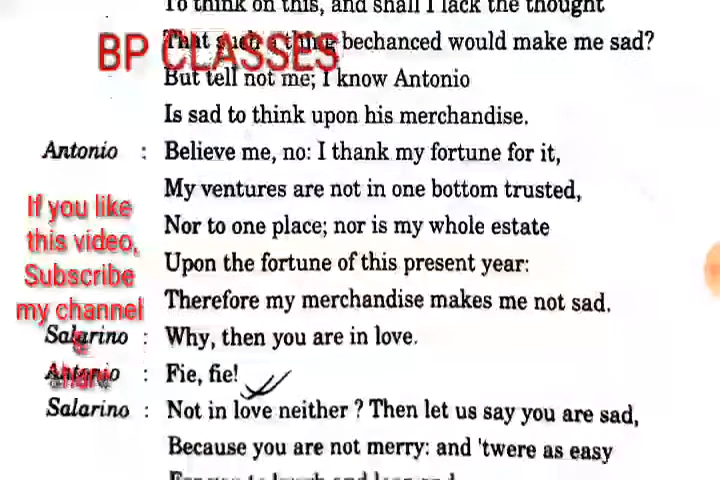 To think on this, and shall I lack the thought
BP CLASSES
That such a thing bechanced would make me sad?
But tell not me; I know Antonio
Is sad to think upon his merchandise.
Antonio : Believe me, no: I thank my fortune for it,
My ventures are not in one bottom trusted,
If you like
this video,
Subscribe
my channel
Nor to one place; nor is my whole estate
Upon the fortune of this present year:
Therefore my merchandise makes me not sad.
Salarino : Why, then you are in love.
Antonio : Fie, fie!
Salarino : Not in love neither ? Then let us say you are sad,
Because you are not merry: and 'twere as easy